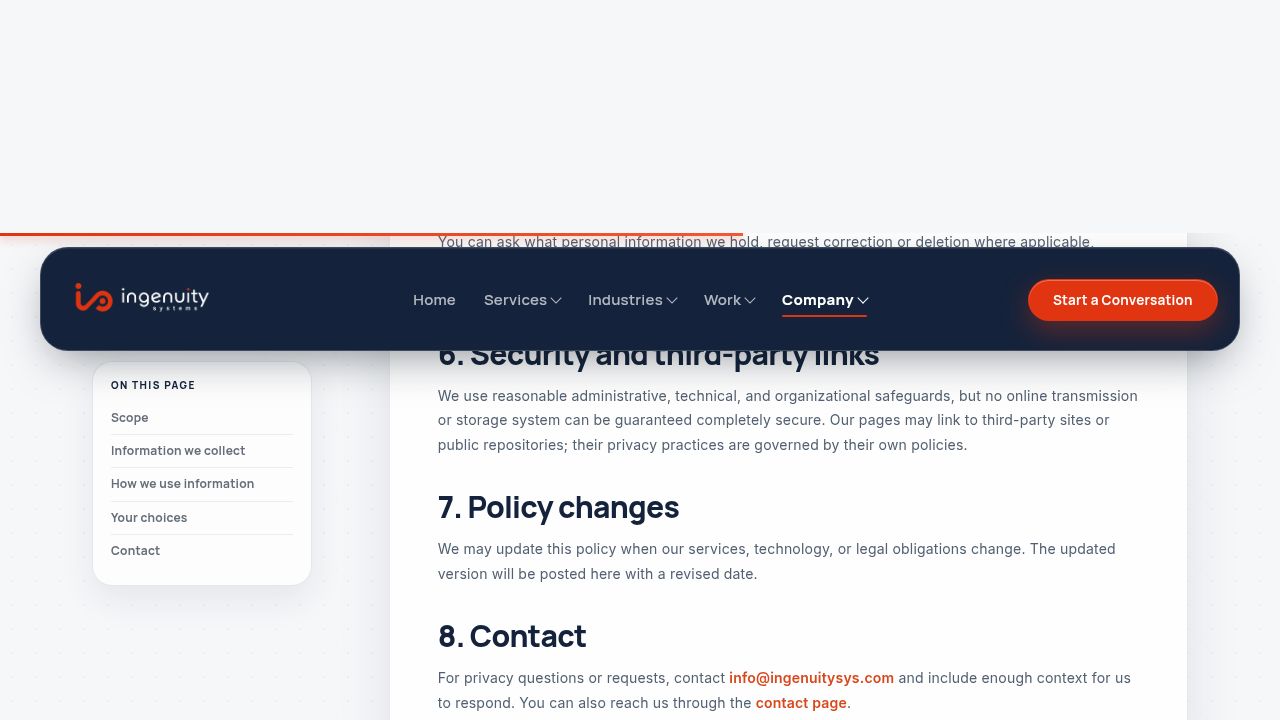 You can ask what personal information we hold, request correction or deletion where applicable,
ingenuity
systems
Home
Services
Industries
Work
Company
Start a Conversation
ON THIS PAGE
Scope
Information we collect
How we use information
Your choices
Contact
6. Security and third-party links
We use reasonable administrative, technical, and organizational safeguards, but no online transmission
or storage system can be guaranteed completely secure. Our pages may link to third-party sites or
public repositories; their privacy practices are governed by their own policies.
7. Policy changes
We may update this policy when our services, technology, or legal obligations change. The updated
version will be posted here with a revised date.
8. Contact
For privacy questions or requests, contact info@ingenuitysys.com and include enough context for us
to respond. You can also reach us through the contact page.